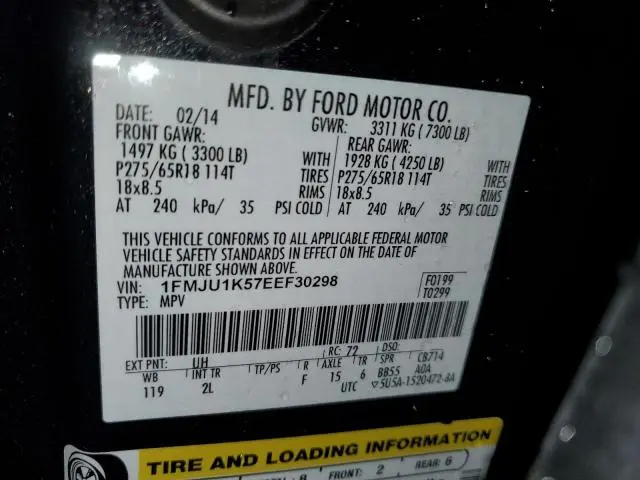 MFD. BY FORD MOTOR CO.
DATE: 02/14 GVWR: 3311 KG ( 7300 LB)
FRONT GAWR: REAR GAWR:
1497 KG ( 3300 LB) WITH 1928 KG ( 4250 LB) WITH
P275/65R18 114T TIRES P275/65R18 114T TIRES
18x8.5 RIMS 18x8.5 RIMS
AT 240 kPa/ 35 PSI COLD AT 240 kPa/ 35 PSI COLD
THIS VEHICLE CONFORMS TO ALL APPLICABLE FEDERAL MOTOR
VEHICLE SAFETY STANDARDS IN EFFECT ON THE DATE OF
MANUFACTURE SHOWN ABOVE.
VIN: 1FMJU1K57EEF30298 F0199
TYPE: MPV T0299
EXT PNT: UH RC: 72 DSO:
WB INT TR TP/PS R AXLE TR SPR CB714
119 2L F 15 6 BB55 A0A
UTC 5U5A-1520472-BA
TIRE AND LOADING INFORMATION
FRONT: 2 REAR: 6